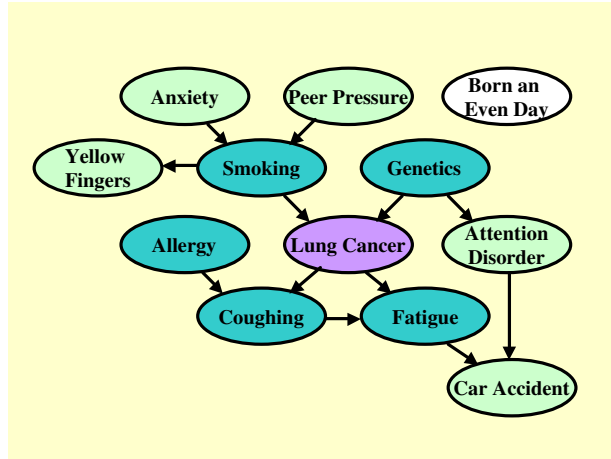 Anxiety
Peer Pressure
Born an
Even Day
Yellow
Fingers
Smoking
Genetics
Allergy
Lung Cancer
Attention
Disorder
Coughing
Fatigue
Car Accident